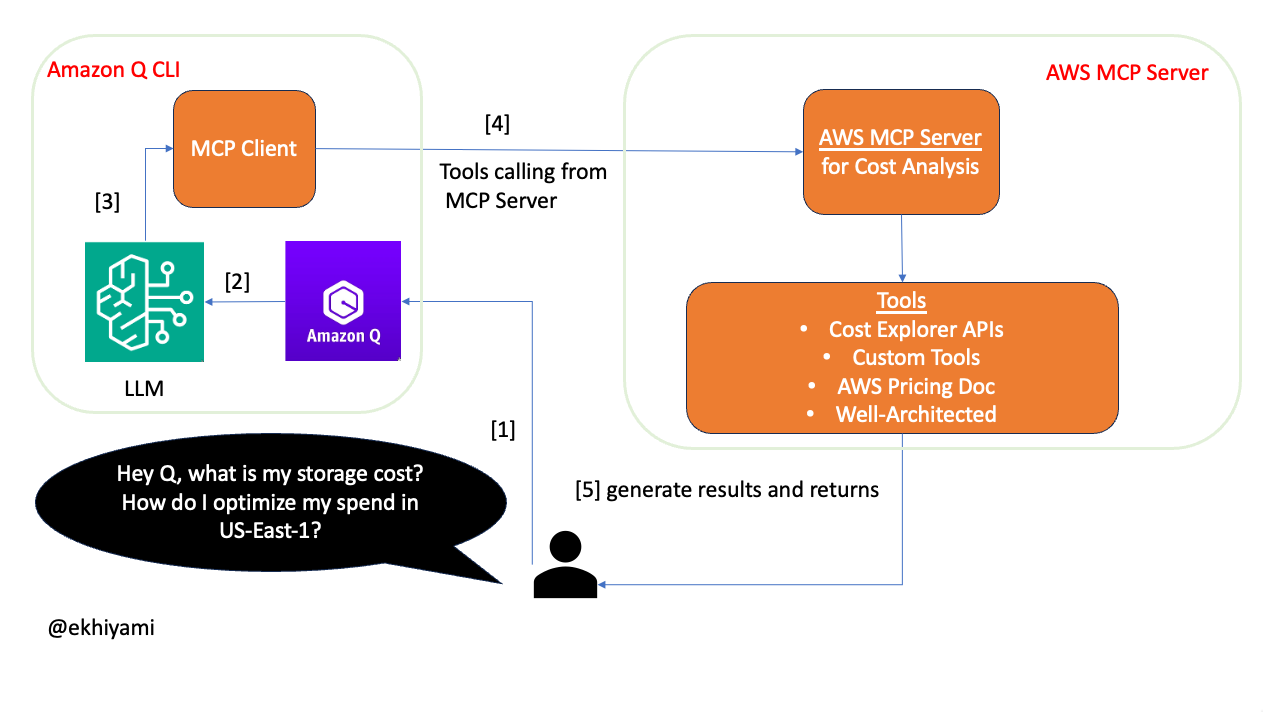 Amazon Q CLI
AWS MCP Server
MCP Client
[4]
AWS MCP Server
for Cost Analysis
Tools calling from
MCP Server
[3]
[2]
Amazon Q
LLM
Tools
• Cost Explorer APIs
• Custom Tools
• AWS Pricing Doc
• Well-Architected
[1]
Hey Q, what is my storage cost?
How do I optimize my spend in
US-East-1?
[5] generate results and returns
@ekhiyami